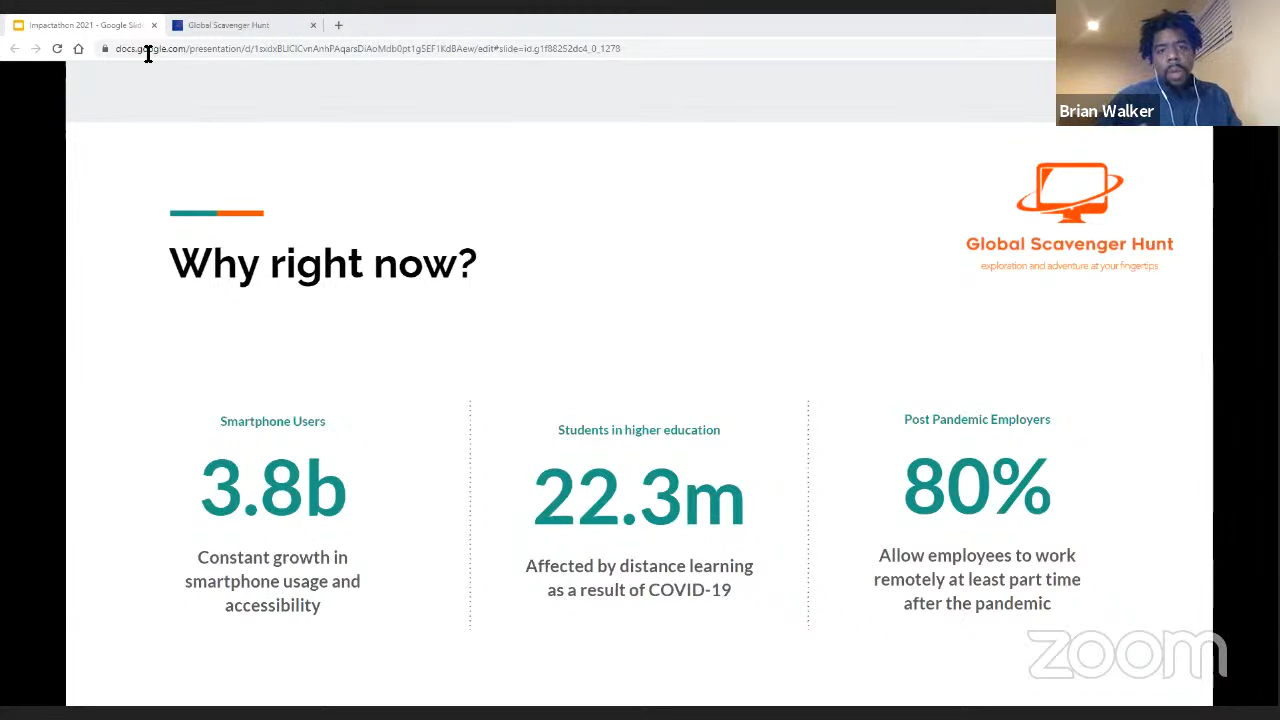 Impactathon 2021 - Google Slid
Global Scavenger Hunt
Brian Walker
Why right now?
Global Scavenger Hunt
exploration and adventure at your fingertips
Smartphone Users
3.8b
Constant growth in
smartphone usage and
accessibility
Students in higher education
22.3m
Affected by distance learning
as a result of COVID-19
Post Pandemic Employers
80%
Allow employees to work
remotely at least part time
after the pandemic
zoom